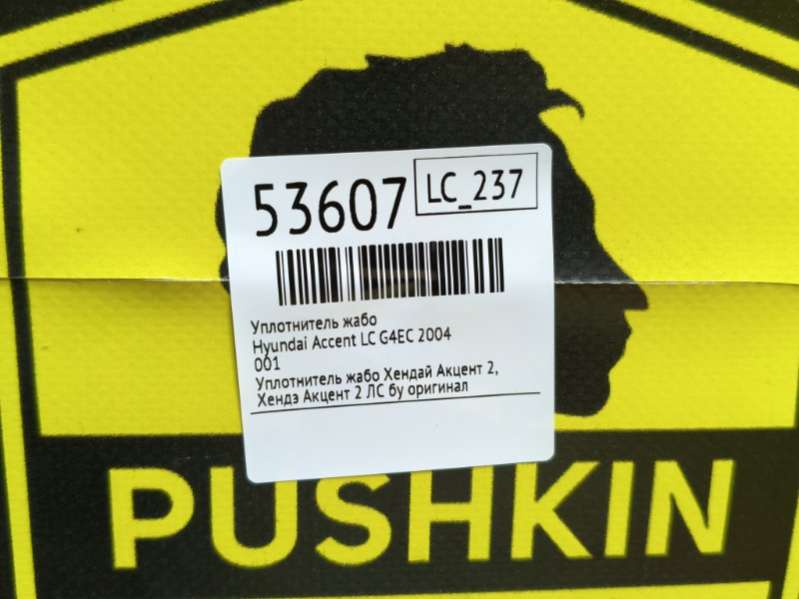 53607
LC_237
Уплотнитель жабо
Hyundai Accent LC G4EC 2004
001
Уплотнитель жабо Хендай Акцент 2,
Хендэ Акцент 2 ЛС бу оригинал
PUSHKIN